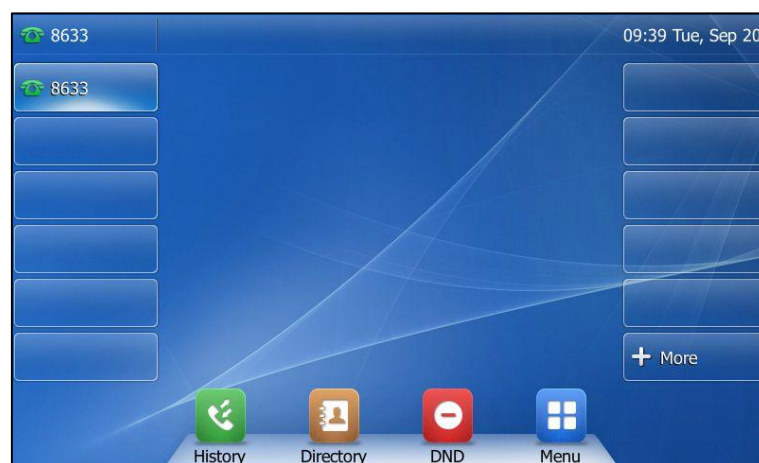 8633
09:39 Tue, Sep 20
8633
More
History
Directory
DND
Menu